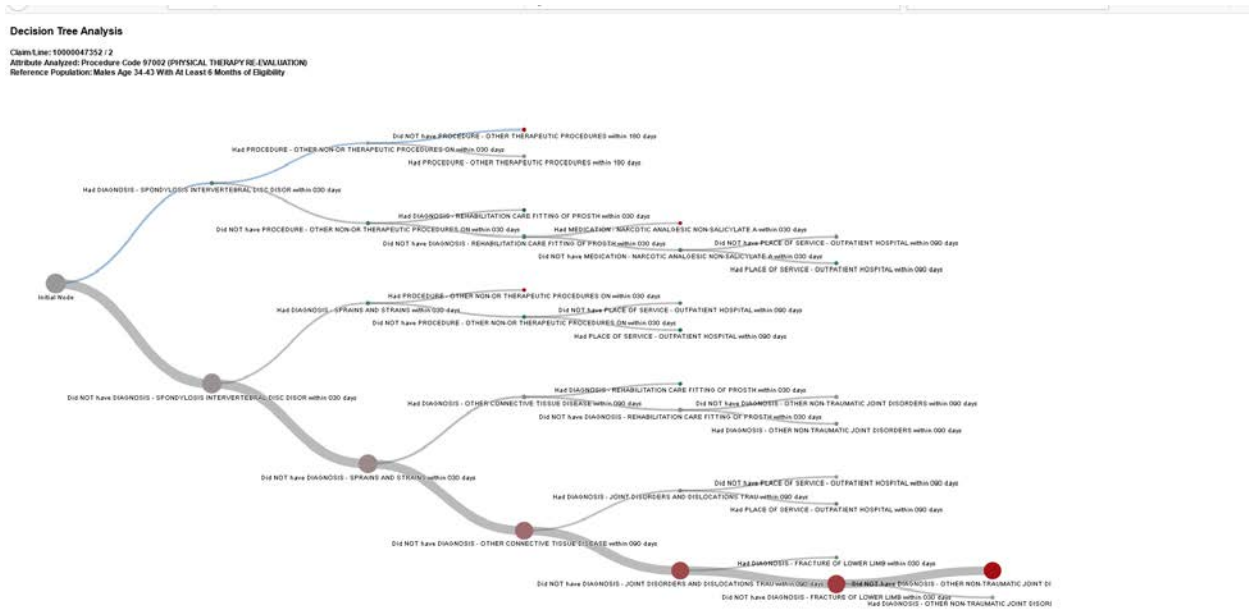 Decision Tree Analysis
Claim/Line: 10000047352 / 2
Attribute Analyzed: Procedure Code 97002 (PHYSICAL THERAPY RE-EVALUATION)
Reference Population: Males Age 34-43 With At Least 6 Months of Eligibility
Did NOT have PROCEDURE - OTHER THERAPEUTIC PROCEDURES within 180 days
Had PROCEDURE - OTHER NON-OR THERAPEUTIC PROCEDURES ON within 030 days
Had PROCEDURE - OTHER THERAPEUTIC PROCEDURES within 180 days
Had DIAGNOSIS - SPONDYLOSIS INTERVERTEBRAL DISC DISOR within 030 days
Had DIAGNOSIS - REHABILITATION CARE FITTING OF PROSTH within 030 days
Did NOT have PROCEDURE - OTHER NON-OR THERAPEUTIC PROCEDURES ON within 030 days
Had MEDICATION - NARCOTIC ANALGESIC NON-SALICYLATE A within 030 days
Did NOT have DIAGNOSIS - REHABILITATION CARE FITTING OF PROSTH within 030 days
Did NOT have PLACE OF SERVICE - OUTPATIENT HOSPITAL within 090 days
Did NOT have MEDICATION - NARCOTIC ANALGESIC NON-SALICYLATE A within 030 days
Had PLACE OF SERVICE - OUTPATIENT HOSPITAL within 090 days
Initial Node
Had PROCEDURE - OTHER NON-OR THERAPEUTIC PROCEDURES ON within 030 days
Had DIAGNOSIS - SPRAINS AND STRAINS within 030 days
Did NOT have PLACE OF SERVICE - OUTPATIENT HOSPITAL within 090 days
Did NOT have PROCEDURE - OTHER NON-OR THERAPEUTIC PROCEDURES ON within 030 days
Had PLACE OF SERVICE - OUTPATIENT HOSPITAL within 090 days
Had DIAGNOSIS - REHABILITATION CARE FITTING OF PROSTH within 030 days
Did NOT have DIAGNOSIS - SPONDYLOSIS INTERVERTEBRAL DISC DISOR within 030 days
Had DIAGNOSIS - OTHER CONNECTIVE TISSUE DISEASE within 090 days
Did NOT have DIAGNOSIS - OTHER NON-TRAUMATIC JOINT DISORDERS within 090 days
Did NOT have DIAGNOSIS - REHABILITATION CARE FITTING OF PROSTH within 030 days
Had DIAGNOSIS - OTHER NON-TRAUMATIC JOINT DISORDERS within 090 days
Did NOT have DIAGNOSIS - SPRAINS AND STRAINS within 030 days
Did NOT have PLACE OF SERVICE - OUTPATIENT HOSPITAL within 090 days
Had DIAGNOSIS - JOINT DISORDERS AND DISLOCATIONS TRAU within 090 days
Had PLACE OF SERVICE - OUTPATIENT HOSPITAL within 090 days
Did NOT have DIAGNOSIS - OTHER CONNECTIVE TISSUE DISEASE within 090 days
Had DIAGNOSIS - FRACTURE OF LOWER LIMB within 030 days
Did NOT have DIAGNOSIS - JOINT DISORDERS AND DISLOCATIONS TRAU within 090 days
Did NOT have DIAGNOSIS - OTHER NON-TRAUMATIC JOINT DI
Did NOT have DIAGNOSIS - FRACTURE OF LOWER LIMB within 030 days
Had DIAGNOSIS - OTHER NON-TRAUMATIC JOINT DISORI